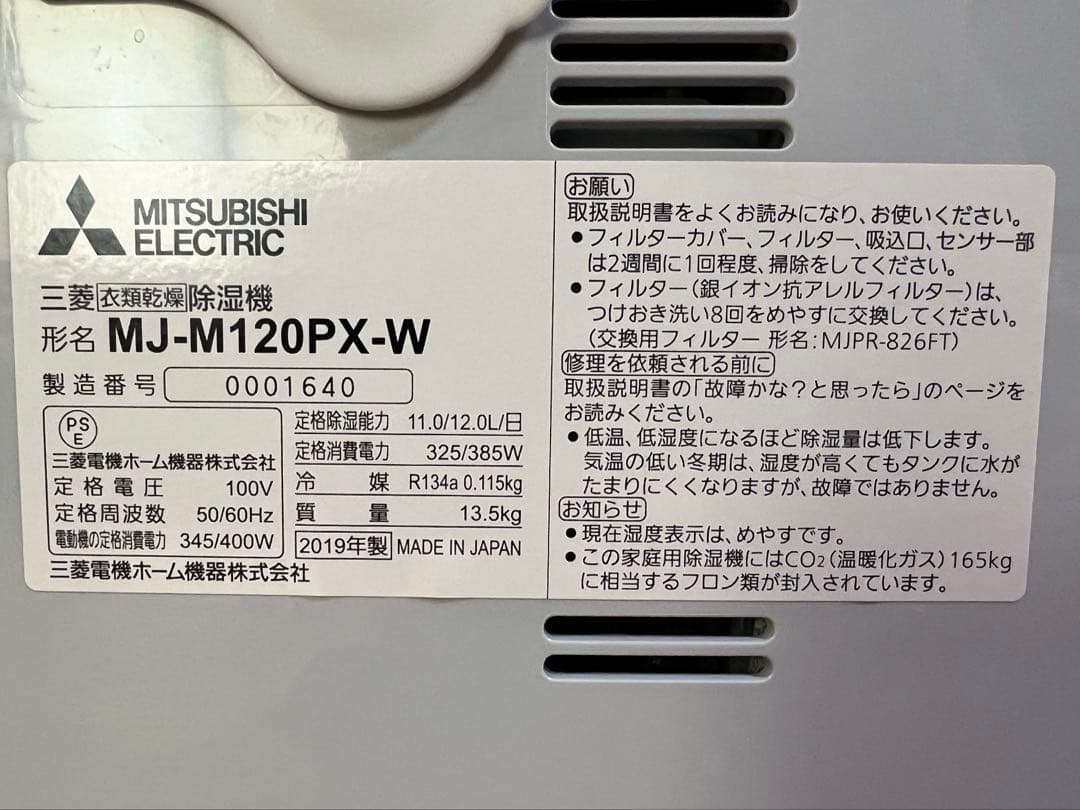 MITSUBISHI
ELECTRIC
三菱衣類乾燥除湿機
形名 MJ-M120PX-W
製造番号 0001640
PS
E
三菱電機ホーム機器株式会社
定格電圧 100V
定格周波数 50/60Hz
電動機の定格消費電力 345/400W
定格除湿能力 11.0/12.0L/日
定格消費電力 325/385W
冷媒 R134a 0.115kg
質量 13.5kg
2019年製 MADE IN JAPAN
三菱電機ホーム機器株式会社
お願い
取扱説明書をよくお読みになり、お使いください。
●フィルターカバー、フィルター、吸込口、センサー部
は2週間に1回程度、掃除をしてください。
●フィルター(銀イオン抗アレルフィルター)は、
つけおき洗い8回をめやすに交換してください。
(交換用フィルター 形名:MJPR-826FT)
修理を依頼される前に
取扱説明書の「故障かな?と思ったら」のページを
お読みください。
●低温、低湿度になるほど除湿量は低下します。
気温の低い冬期は、湿度が高くてもタンクに水が
たまりにくくなりますが、故障ではありません。
お知らせ
●現在湿度表示は、めやすです。
●この家庭用除湿機にはCO2(温暖化ガス)165kg
に相当するフロン類が封入されています。